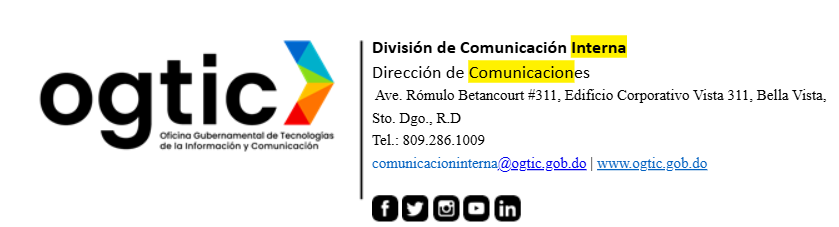 ogtic
Oficina Gubernamental de Tecnologías
de la Información y Comunicación
División de Comunicación Interna
Dirección de Comunicaciones
Ave. Rómulo Betancourt #311, Edificio Corporativo Vista 311, Bella Vista,
Sto. Dgo., R.D
Tel.: 809.286.1009
comunicacioninterna@ogtic.gob.do | www.ogtic.gob.do